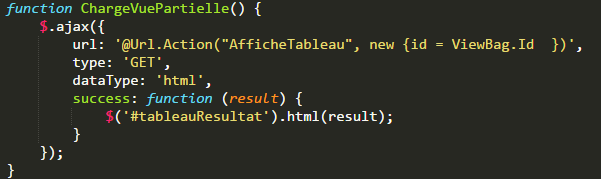 function ChargeVuePartielle() {
    $.ajax({
        url: '@Url.Action("AfficheTableau", new {id = ViewBag.Id  })',
        type: 'GET',
        dataType: 'html',
        success: function (result) {
            $('#tableauResultat').html(result);
        }
    });
}